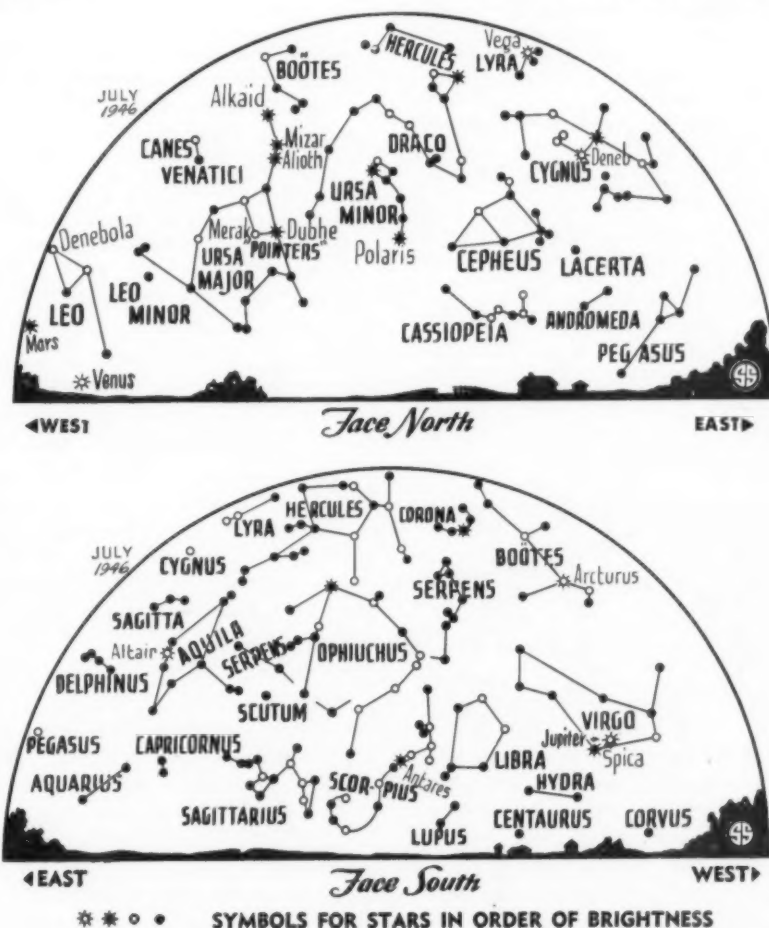 HERCULES
Vega
LYRA
BOÖTES
JULY
1946
Alkaid
CANES
VENATICI
Mizar
Alioth
DRACO
CYGNUS
Deneb
URSA
MINOR
Denebola
Merak
"POINTERS"
Dubhe
URSA
MAJOR
Polaris
CEPHEUS
LACERTA
LEO
LEO
MINOR
CASSIOPEIA
ANDROMEDA
PEGASUS
Mars
Venus
SS
◄WEST
Face North
EAST►
HERCULES
LYRA
CORONA
JULY
1946
CYGNUS
BOÖTES
Arcturus
SERPENS
SAGITTA
Altair
AQUILA
SERPENS
OPHIUCHUS
DELPHINUS
SCUTUM
VIRGO
Jupiter
Spica
PEGASUS
CAPRICORNUS
LIBRA
AQUARIUS
SCORPIUS
Antares
HYDRA
SAGITTARIUS
LUPUS
CENTAURUS
CORVUS
SS
◄EAST
Face South
WEST►
SYMBOLS FOR STARS IN ORDER OF BRIGHTNESS